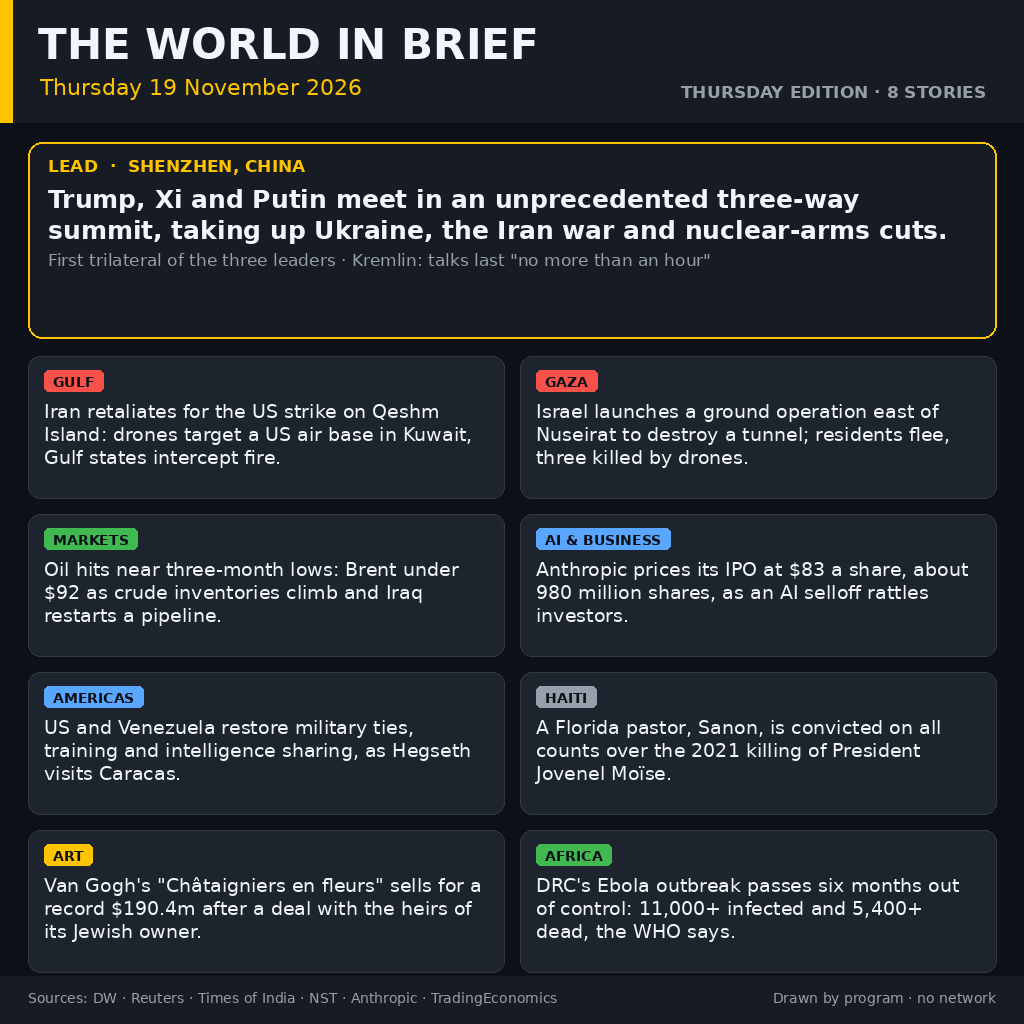 THE WORLD IN BRIEF
Thursday 19 November 2026
THURSDAY EDITION · 8 STORIES
LEAD · SHENZHEN, CHINA
Trump, Xi and Putin meet in an unprecedented three-way
summit, taking up Ukraine, the Iran war and nuclear-arms cuts.
First trilateral of the three leaders · Kremlin: talks last "no more than an hour"
GULF
Iran retaliates for the US strike on Qeshm
Island: drones target a US air base in Kuwait,
Gulf states intercept fire.
GAZA
Israel launches a ground operation east of
Nuseirat to destroy a tunnel; residents flee,
three killed by drones.
MARKETS
Oil hits near three-month lows: Brent under
$92 as crude inventories climb and Iraq
restarts a pipeline.
AI & BUSINESS
Anthropic prices its IPO at $83 a share, about
980 million shares, as an AI selloff rattles
investors.
AMERICAS
US and Venezuela restore military ties,
training and intelligence sharing, as Hegseth
visits Caracas.
HAITI
A Florida pastor, Sanon, is convicted on all
counts over the 2021 killing of President
Jovenel Moïse.
ART
Van Gogh's "Châtaigniers en fleurs" sells for a
record $190.4m after a deal with the heirs of
its Jewish owner.
AFRICA
DRC's Ebola outbreak passes six months out
of control: 11,000+ infected and 5,400+
dead, the WHO says.
Sources: DW · Reuters · Times of India · NST · Anthropic · TradingEconomics
Drawn by program · no network